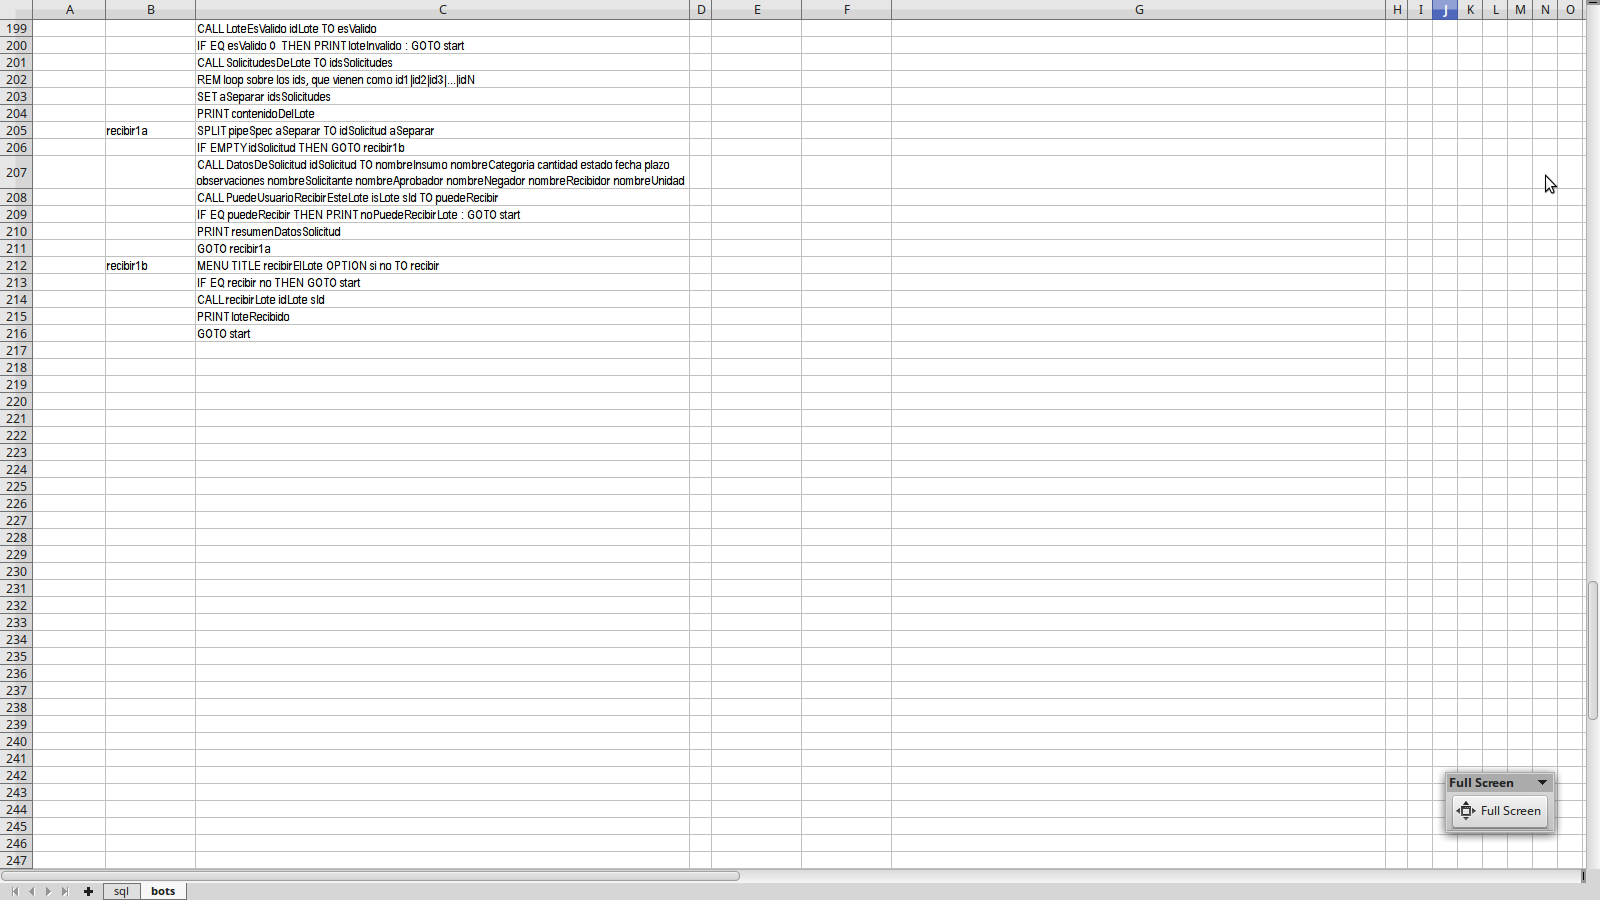 A B C D E F G H I J K L M N O
199 CALL LoteEsValido idLote TO esValido
200 IF EQ esValido 0 THEN PRINT loteInvalido : GOTO start
201 CALL SolicitudesDeLote TO idsSolicitudes
202 REM loop sobre los ids, que vienen como id1|id2|id3|...|idN
203 SET aSeparar idsSolicitudes
204 PRINT contenidoDelLote
205 recibir1a SPLIT pipeSpec aSeparar TO idSolicitud aSeparar
206 IF EMPTY idSolicitud THEN GOTO recibir1b
207 CALL DatosDeSolicitud idSolicitud TO nombreInsumo nombreCategoria cantidad estado fecha plazo
observaciones nombreSolicitante nombreAprobador nombreNegador nombreRecibidor nombreUnidad
208 CALL PuedeUsuarioRecibirEsteLote isLote sId TO puedeRecibir
209 IF EQ puedeRecibir THEN PRINT noPuedeRecibirLote : GOTO start
210 PRINT resumenDatosSolicitud
211 GOTO recibir1a
212 recibir1b MENU TITLE recibirElLote OPTION si no TO recibir
213 IF EQ recibir no THEN GOTO start
214 CALL recibirLote idLote sId
215 PRINT loteRecibido
216 GOTO start
217
218
219
220
221
222
223
224
225
226
227
228
229
230
231
232
233
234
235
236
237
238
239
240
241
242
243
244
245
246
247
Full Screen
Full Screen
sql bots